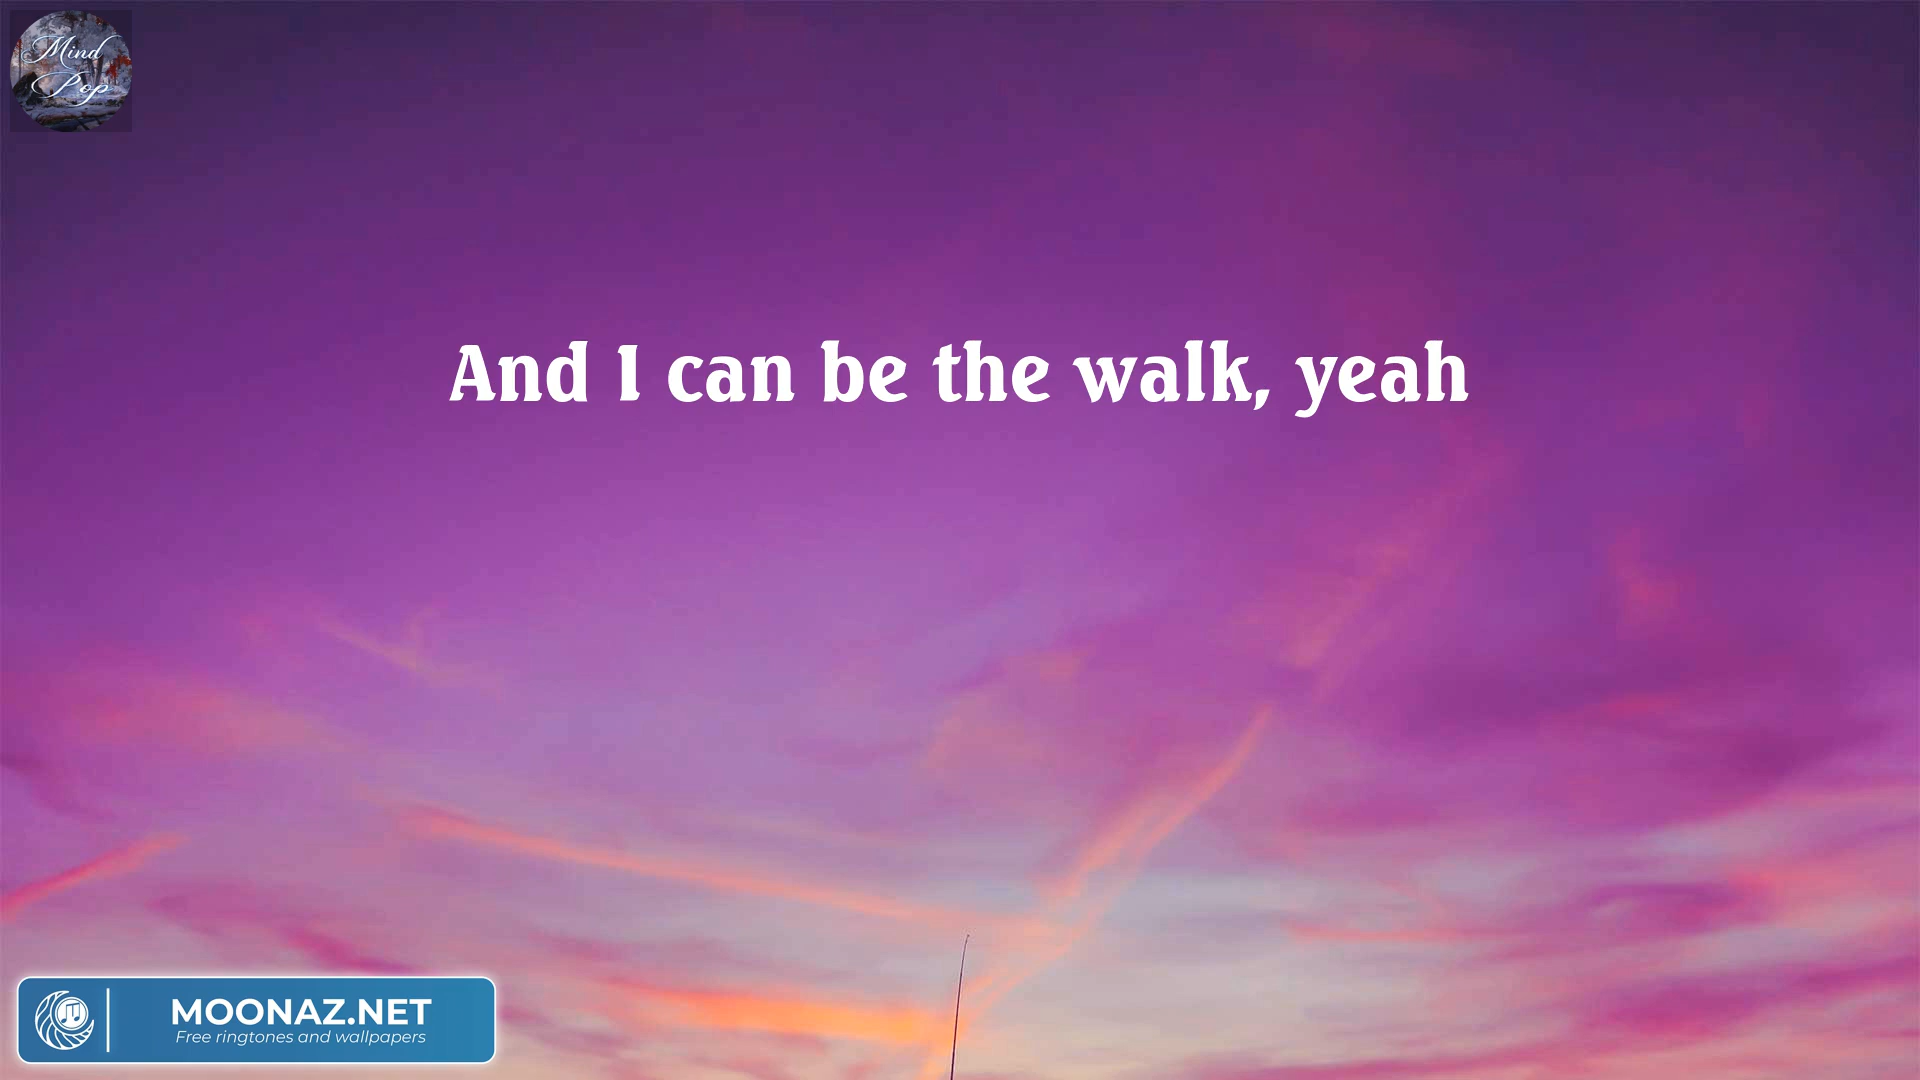 Mind
Pop
And I can be the walk, yeah
MOONAZ.NET
Free ringtones and wallpapers